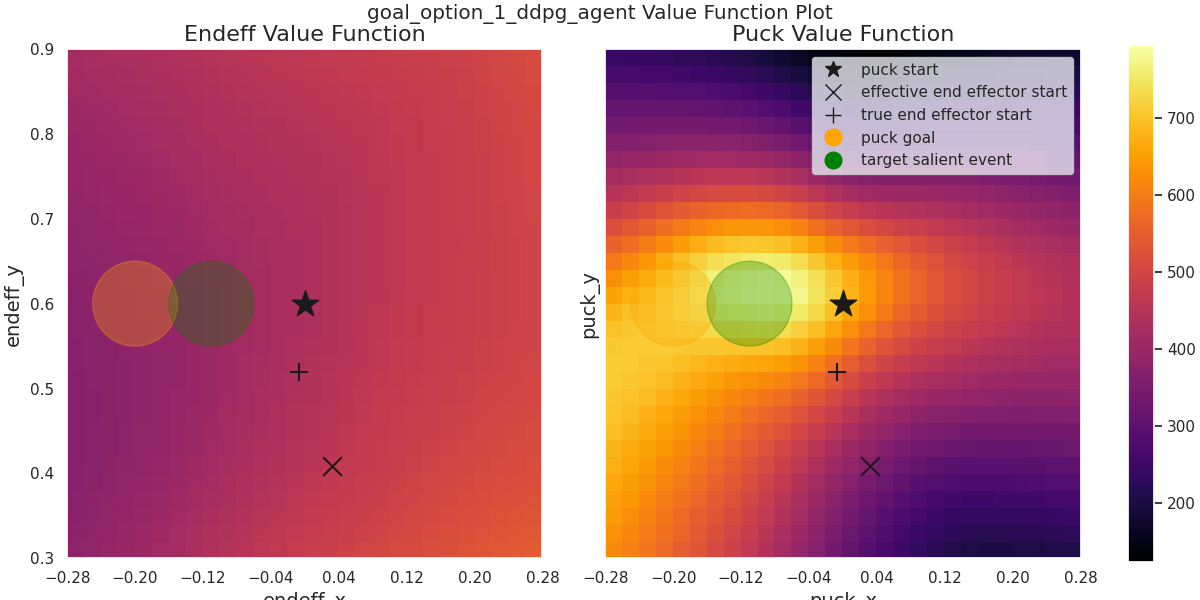 goal_option_1_ddpg_agent Value Function Plot
Endeff Value Function
Puck Value Function
0.9
0.8
0.7
0.6
0.5
0.4
0.3
endeff_y
−0.28 −0.20 −0.12 −0.04 0.04 0.12 0.20 0.28
endeff_x
puck start
effective end effector start
true end effector start
puck goal
target salient event
puck_y
−0.28 −0.20 −0.12 −0.04 0.04 0.12 0.20 0.28
puck_x
700
600
500
400
300
200